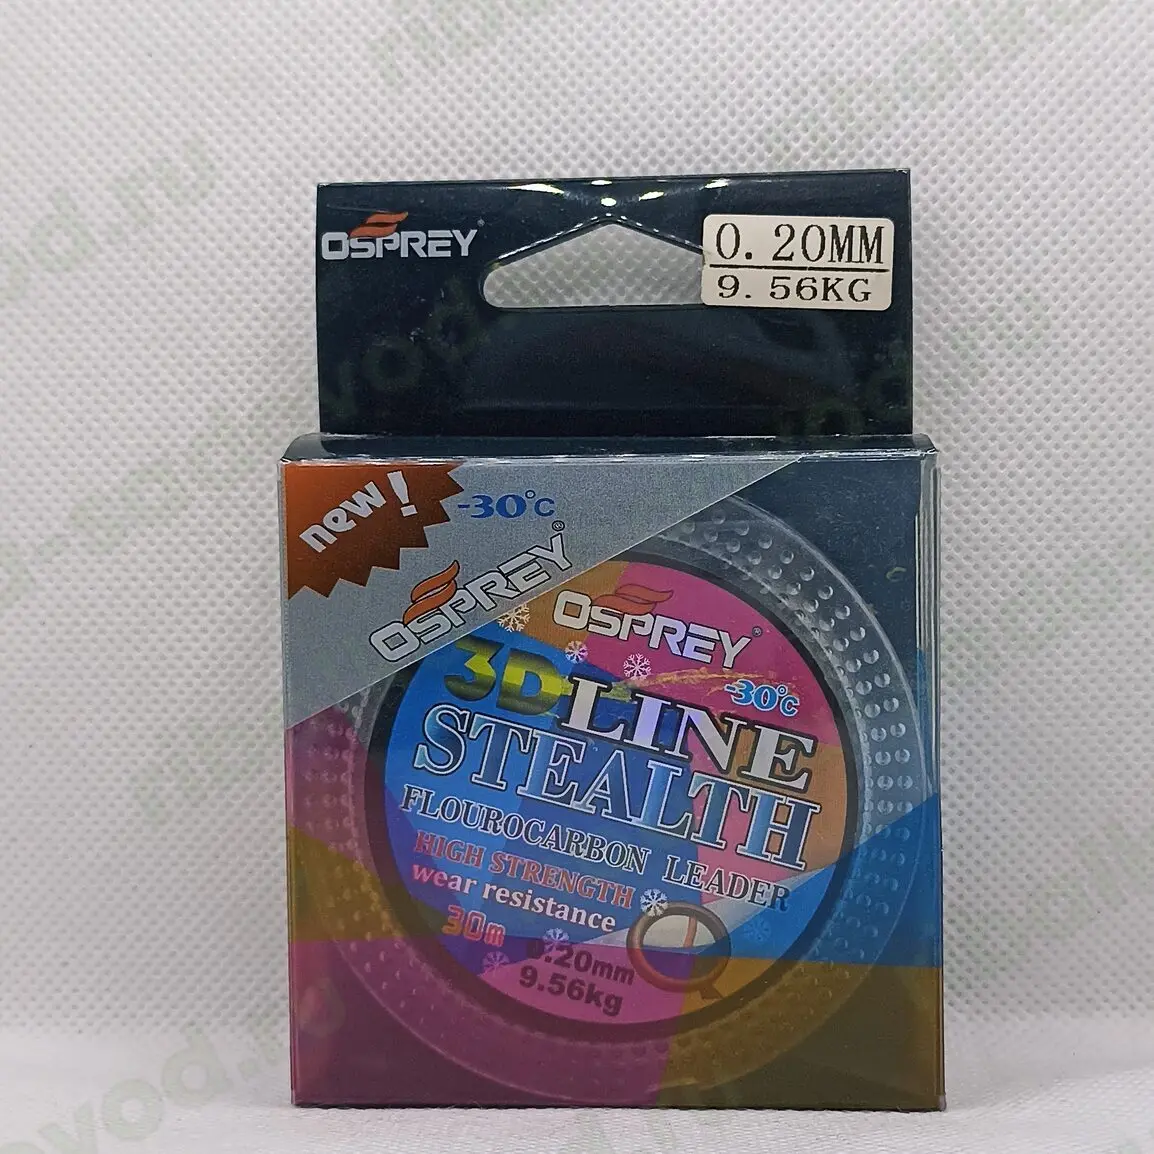 OSPREY
0.20MM
9.56KG
new!
-30°C
OSPREY®
OSPREY
-30°C
3D LINE
STEALTH
FLOUROCARBON LEADER
HIGH STRENGTH
wear resistance
30m
0.20mm
9.56kg